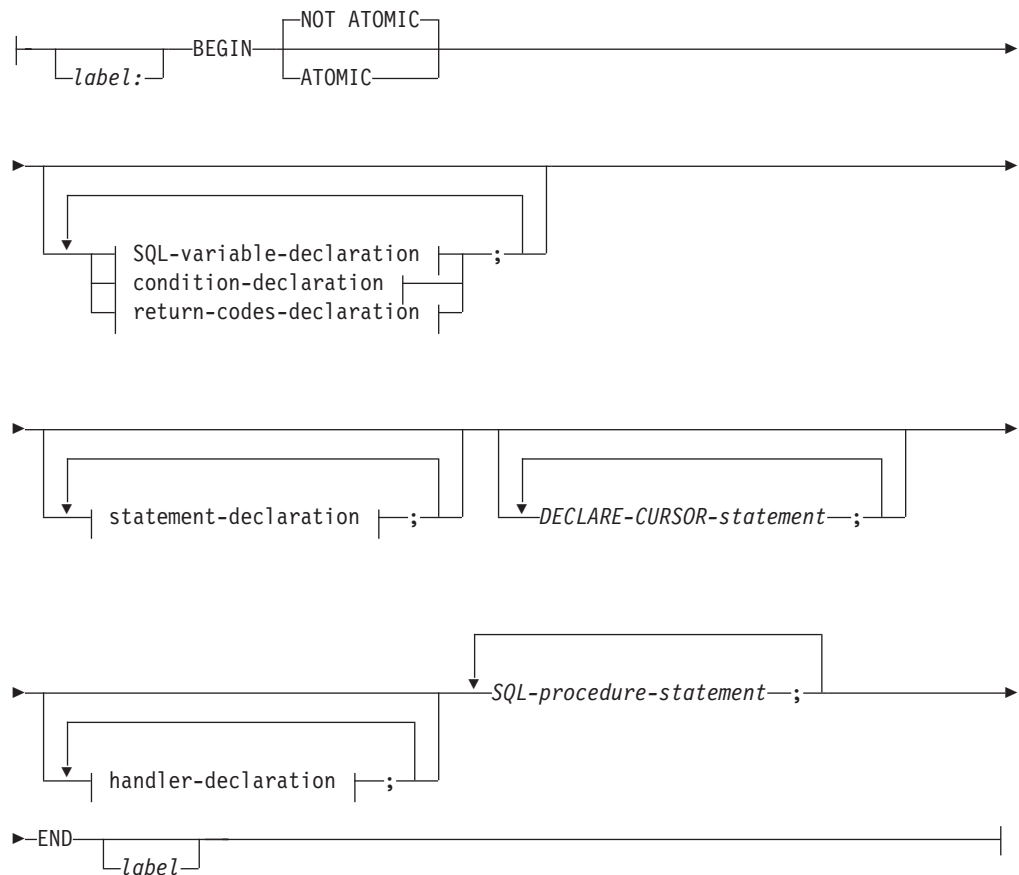 NOT ATOMIC
label: BEGIN
ATOMIC
SQL-variable-declaration ;
condition-declaration
return-codes-declaration
statement-declaration ; DECLARE-CURSOR-statement ;
SQL-procedure-statement ;
handler-declaration ;
END
label